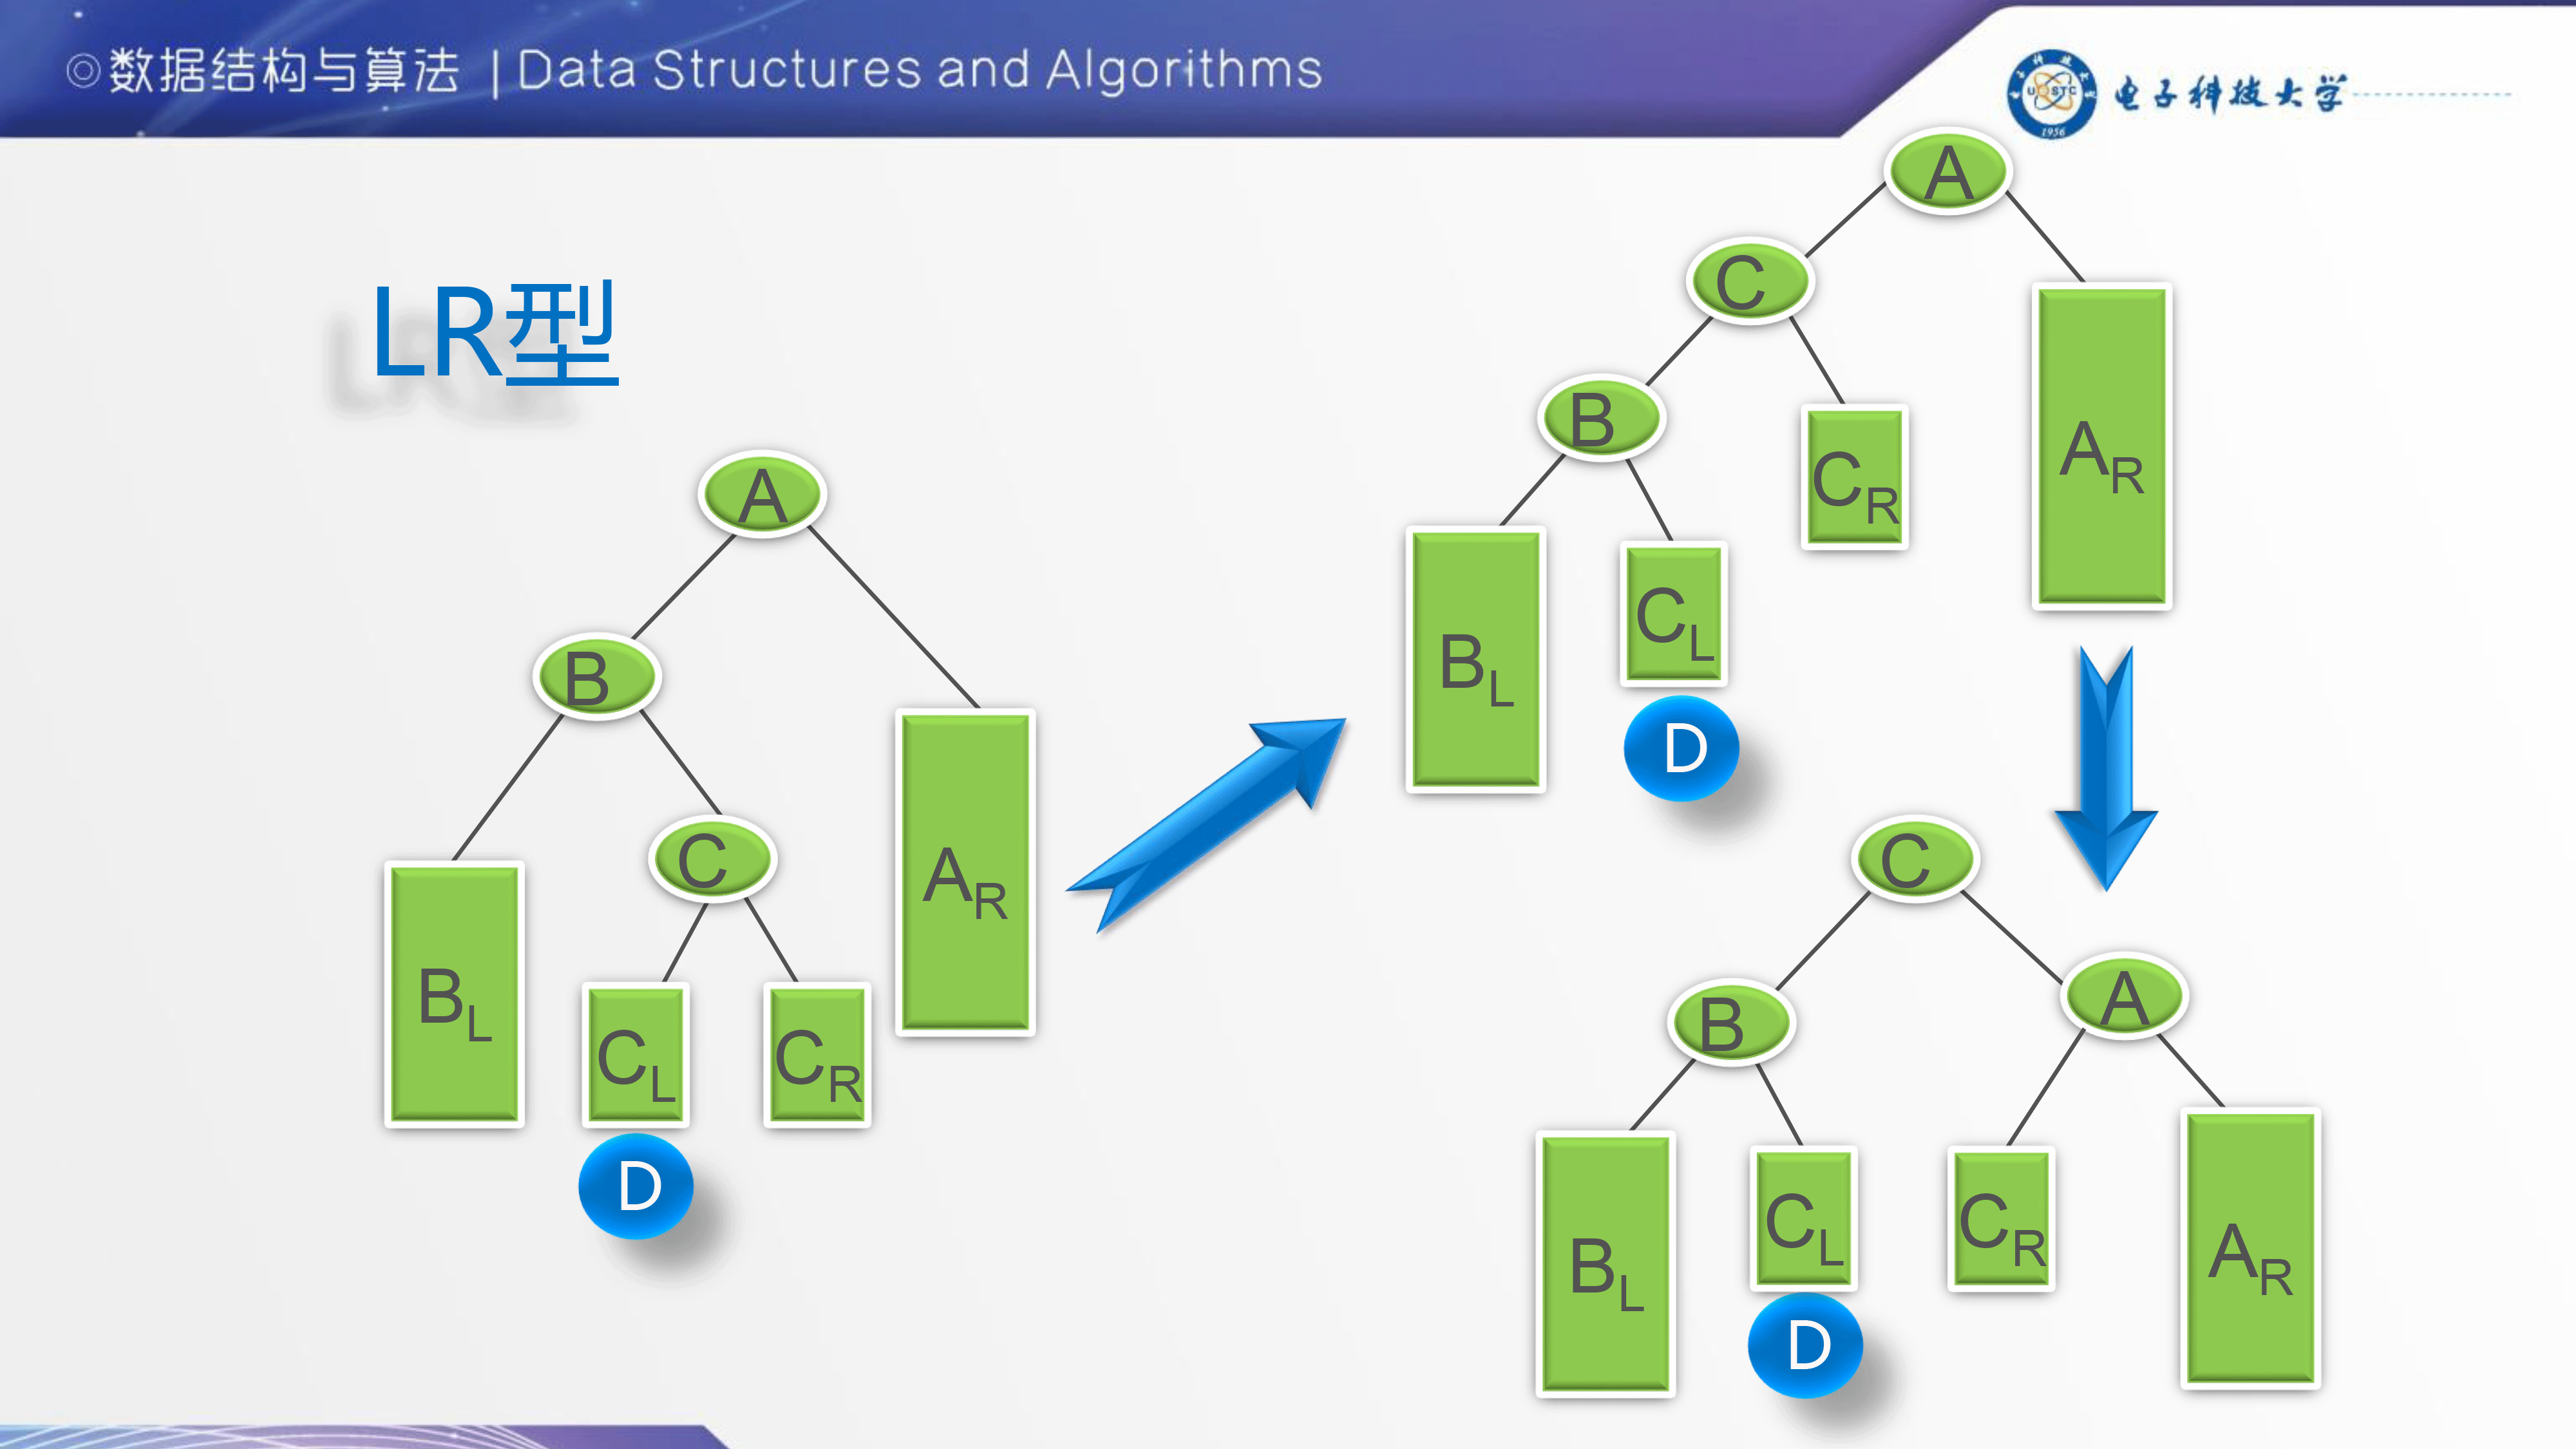 ◎数据结构与算法 | Data Structures and Algorithms
UESTC
1956
电子科技大学
LR型
A
B
C
B_L
C_L
C_R
A_R
D
A
C
B
C_R
A_R
B_L
C_L
D
C
B
A
B_L
C_L
C_R
A_R
D